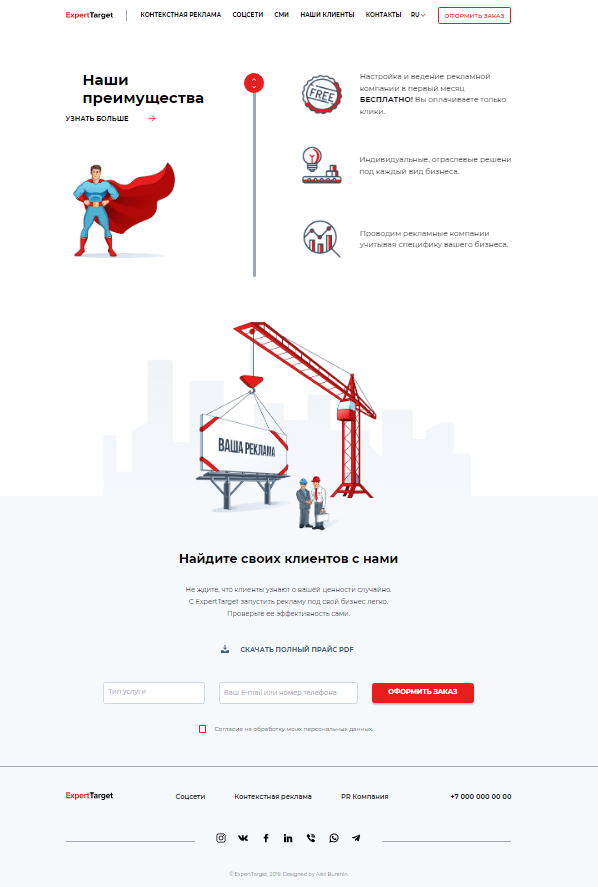 ExpertTarget
КОНТЕКСТНАЯ РЕКЛАМА
СОЦСЕТИ
СМИ
НАШИ КЛИЕНТЫ
КОНТАКТЫ
RU
ОФОРМИТЬ ЗАКАЗ
Наши
преимущества
УЗНАТЬ БОЛЬШЕ
FREE
Настройка и ведение рекламной
компании в первый месяц
БЕСПЛАТНО! Вы оплачиваете только
клики.
Индивидуальные, отраслевые решени
под каждый вид бизнеса.
Проводим рекламные компании
учитывая специфику вашего бизнеса.
ВАША РЕКЛАМА
Найдите своих клиентов с нами
Не ждите, что клиенты узнают о вашей ценности случайно.
С ExpertTarget запустить рекламу под свой бизнес легко.
Проверьте ее эффективность сами.
СКАЧАТЬ ПОЛНЫЙ ПРАЙС PDF
Тип услуги
Ваш E-mail или номер телефона
ОФОРМИТЬ ЗАКАЗ
Согласие на обработку моих персональных данных.
ExpertTarget
Соцсети
Контекстная реклама
PR Компания
+7 000 000 00 00
© ExpertTarget, 2019. Designed by Alex Bunmin